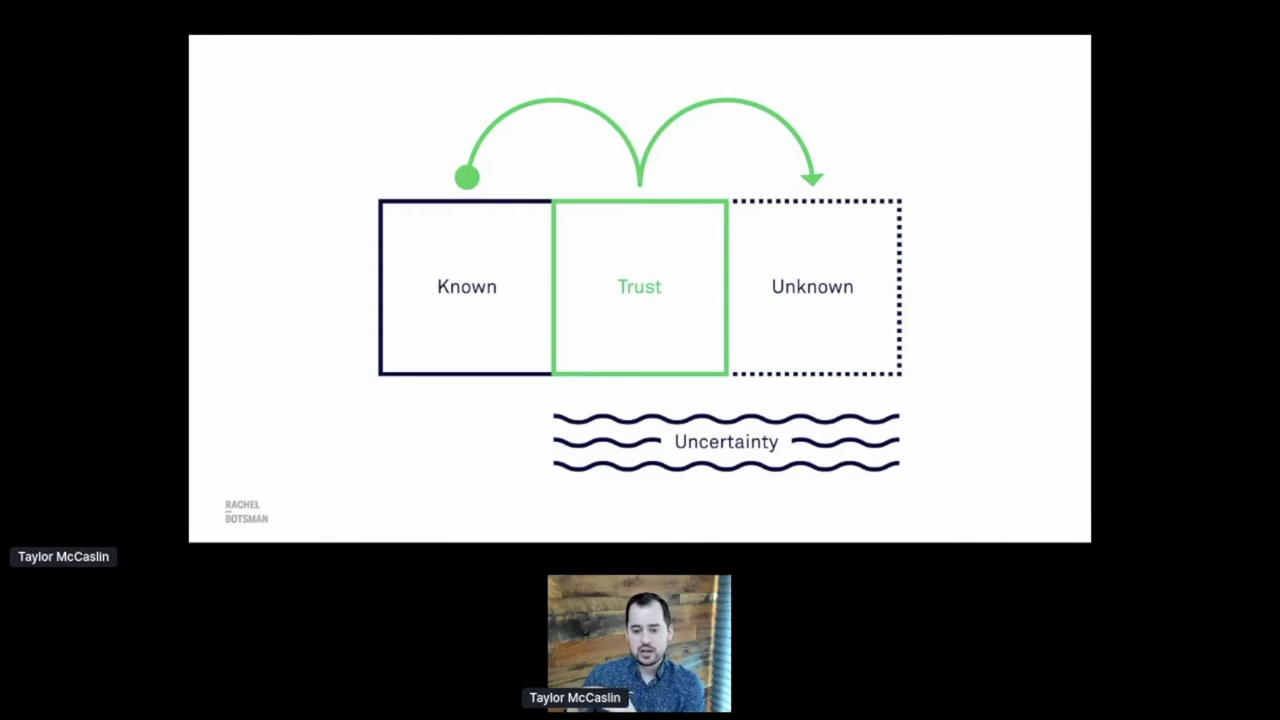 Known
Trust
Unknown
Uncertainty
RACHEL
BOTSMAN
Taylor McCaslin
Taylor McCaslin